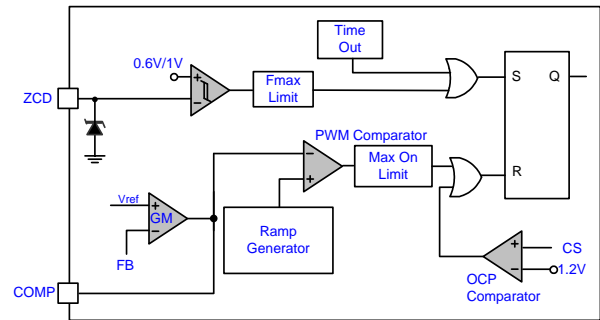 Time
Out
0.6V/1V
+
−
Fmax
Limit
ZCD
S
Q
PWM Comparator
−
+
Max On
Limit
R
Vref
+
GM
−
FB
Ramp
Generator
+
−
CS
1.2V
OCP
Comparator
COMP